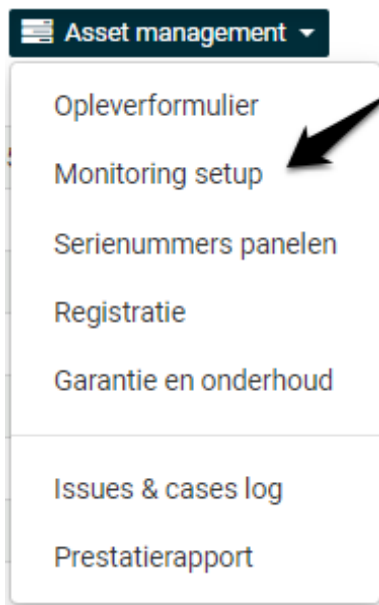 Asset management
Opleverformulier
Monitoring setup
Serienummers panelen
Registratie
Garantie en onderhoud
Issues & cases log
Prestatierapport